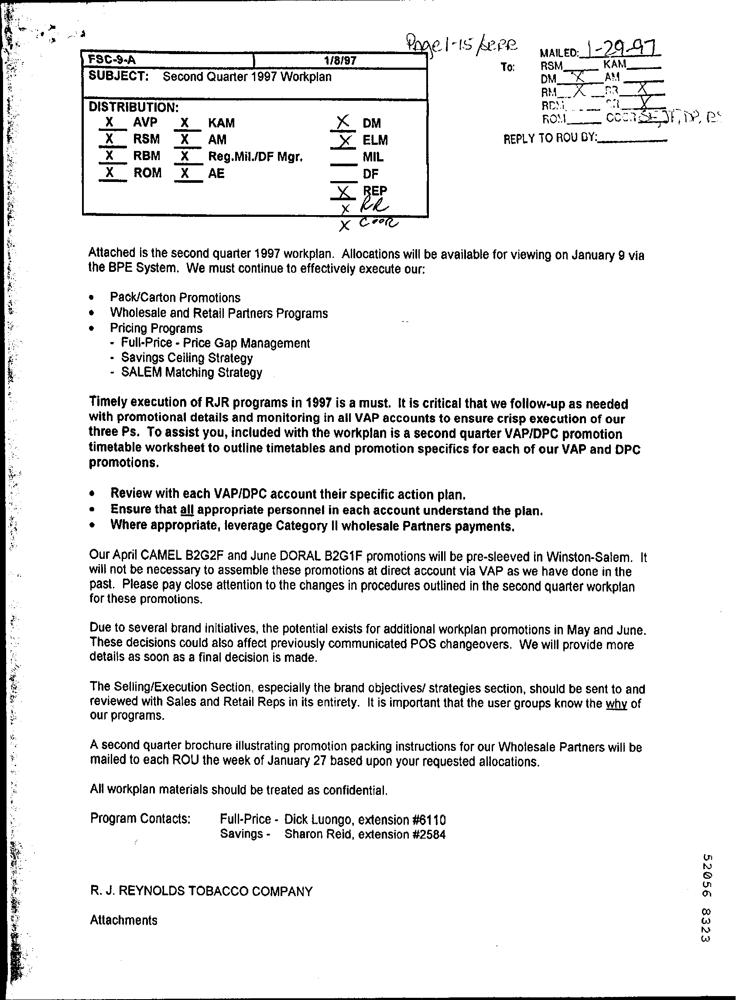 Page 1-15
MAILED: 1-29-97
To: RSM____ KAM____
DM X AM ____
RM X RR X
REPLY TO ROU BY:
FSC-9-A 1/8/97
SUBJECT: Second Quarter 1997 Workplan
DISTRIBUTION:
X AVP X KAM X DM
X RSM X AM X ELM
X RBM X Reg.Mil./DF Mgr. ____ MIL
X ROM X AE ____ DF
X REP
X RR
X COOR
Attached is the second quarter 1997 workplan. Allocations will be available for viewing on January 9 via
the BPE System. We must continue to effectively execute our:
• Pack/Carton Promotions
• Wholesale and Retail Partners Programs
• Pricing Programs
- Full-Price - Price Gap Management
- Savings Ceiling Strategy
- SALEM Matching Strategy
Timely execution of RJR programs in 1997 is a must. It is critical that we follow-up as needed
with promotional details and monitoring in all VAP accounts to ensure crisp execution of our
three Ps. To assist you, included with the workplan is a second quarter VAP/DPC promotion
timetable worksheet to outline timetables and promotion specifics for each of our VAP and DPC
promotions.
• Review with each VAP/DPC account their specific action plan.
• Ensure that all appropriate personnel in each account understand the plan.
• Where appropriate, leverage Category II wholesale Partners payments.
Our April CAMEL B2G2F and June DORAL B2G1F promotions will be pre-sleeved in Winston-Salem. It
will not be necessary to assemble these promotions at direct account via VAP as we have done in the
past. Please pay close attention to the changes in procedures outlined in the second quarter workplan
for these promotions.
Due to several brand initiatives, the potential exists for additional workplan promotions in May and June.
These decisions could also affect previously communicated POS changeovers. We will provide more
details as soon as a final decision is made.
The Selling/Execution Section, especially the brand objectives/ strategies section, should be sent to and
reviewed with Sales and Retail Reps in its entirety. It is important that the user groups know the why of
our programs.
A second quarter brochure illustrating promotion packing instructions for our Wholesale Partners will be
mailed to each ROU the week of January 27 based upon your requested allocations.
All workplan materials should be treated as confidential.
Program Contacts: Full-Price - Dick Luongo, extension #6110
Savings - Sharon Reid, extension #2584
R. J. REYNOLDS TOBACCO COMPANY
Attachments
52056 8323